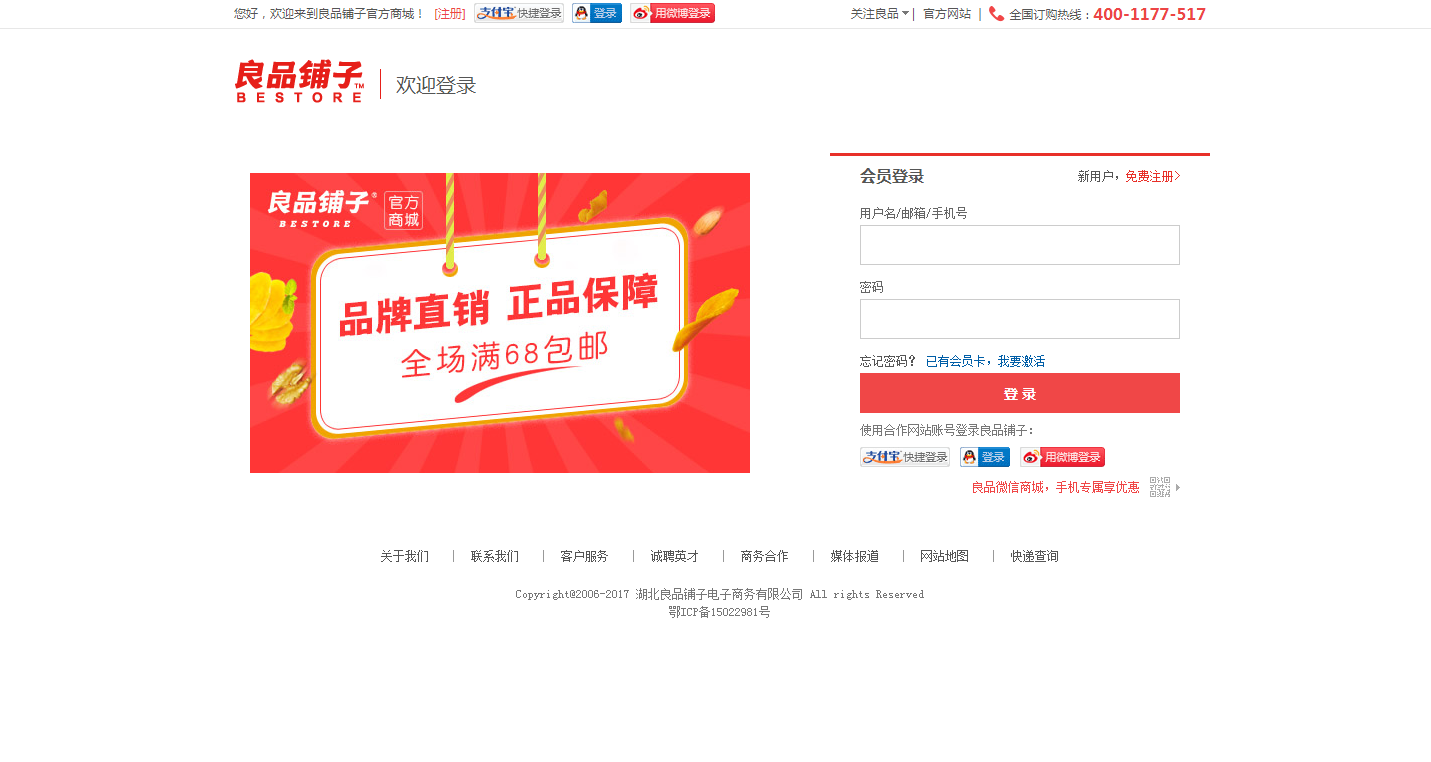 您好，欢迎来到良品铺子官方商城！ [注册] 支付宝快捷登录 登录 用微博登录 关注良品 | 官方网站 | 全国订购热线：400-1177-517
良品铺子™ 欢迎登录
BESTORE
良品铺子® 官方商城
BESTORE
品牌直销 正品保障
全场满68包邮
会员登录 新用户，免费注册>
用户名/邮箱/手机号
密码
忘记密码？ 已有会员卡，我要激活
登 录
使用合作网站账号登录良品铺子：
支付宝快捷登录 登录 用微博登录
良品微信商城，手机专属享优惠
关于我们 | 联系我们 | 客户服务 | 诚聘英才 | 商务合作 | 媒体报道 | 网站地图 | 快递查询
Copyright@2006-2017 湖北良品铺子电子商务有限公司 All rights Reserved
鄂ICP备15022981号